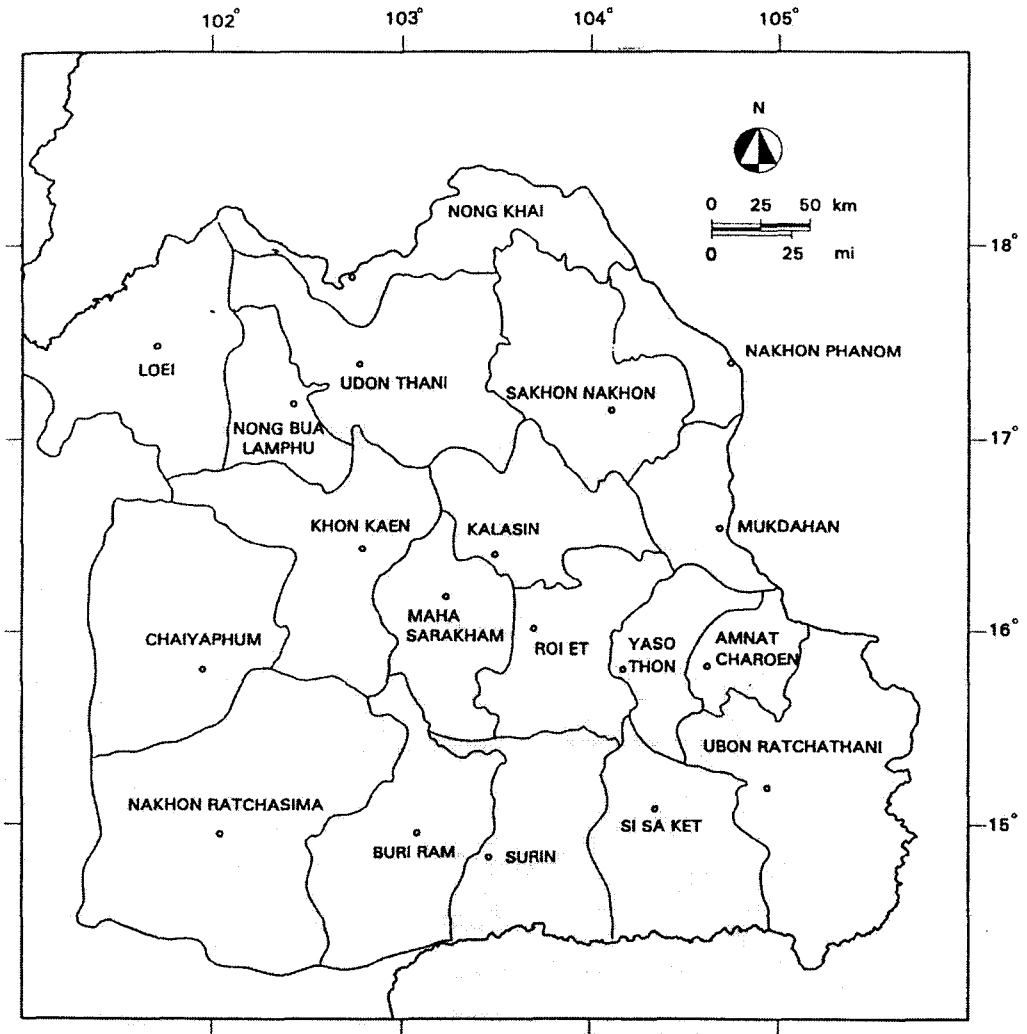 102°
103°
104°
105°
N
0 25 50 km
0 25 mi
NONG KHAI
18°
LOEI
UDON THANI
SAKHON NAKHON
NAKHON PHANOM
NONG BUA
LAMPHU
17°
KHON KAEN
KALASIN
MUKDAHAN
CHAIYAPHUM
MAHA
SARAKHAM
ROI ET
YASO
THON
AMNAT
CHAROEN
16°
UBON RATCHATHANI
NAKHON RATCHASIMA
BURI RAM
SURIN
SI SA KET
15°